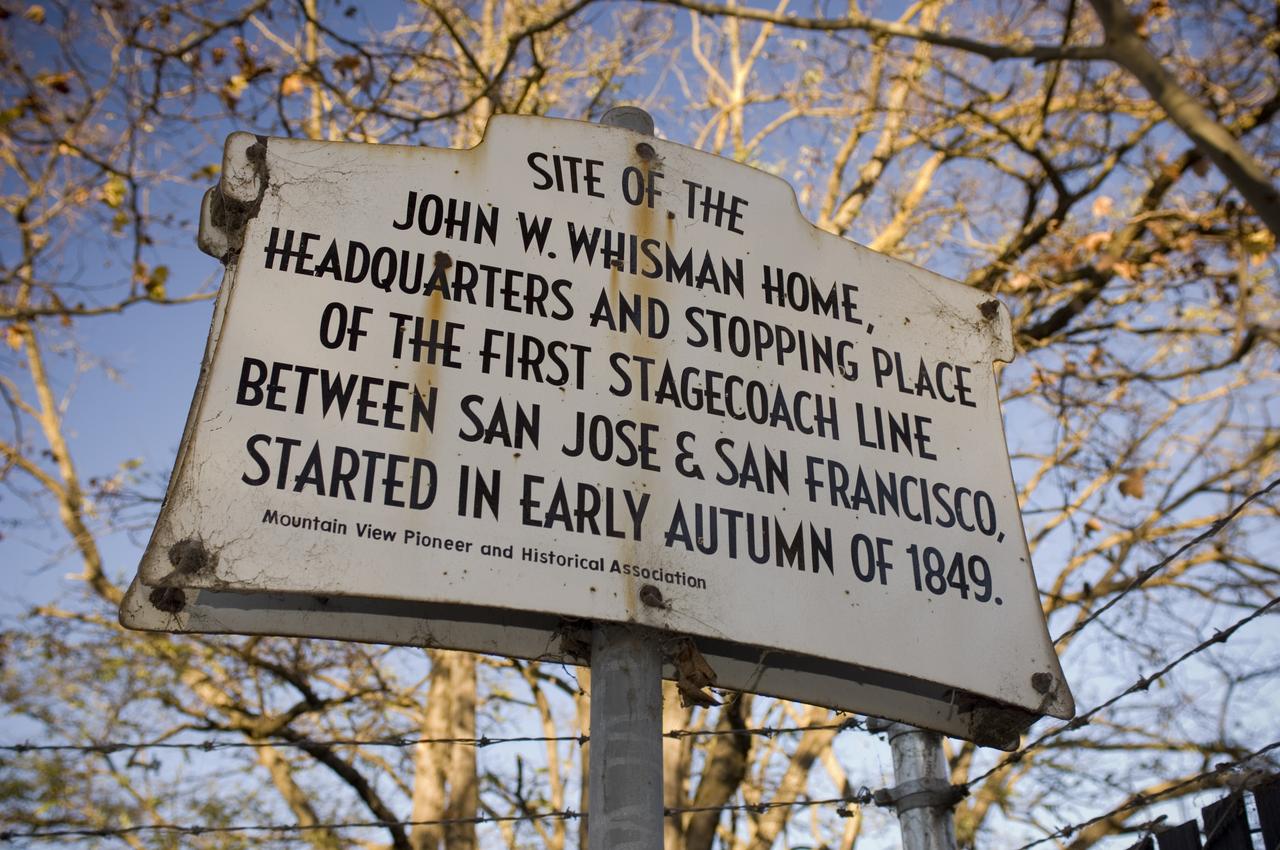 SITE OF THE
JOHN W. WHISMAN HOME,
HEADQUARTERS AND STOPPING PLACE
OF THE FIRST STAGECOACH LINE
BETWEEN SAN JOSE & SAN FRANCISCO,
STARTED IN EARLY AUTUMN OF 1849.
Mountain View Pioneer and Historical Association